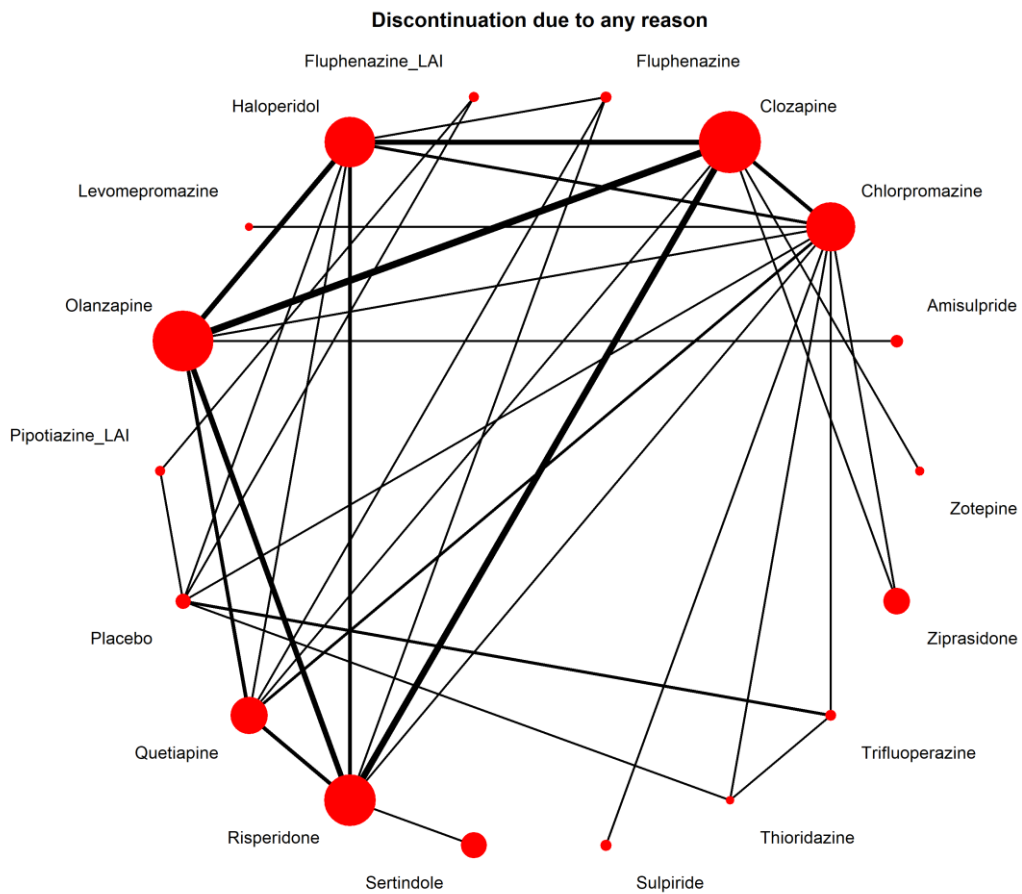 Discontinuation due to any reason
Fluphenazine_LAI
Fluphenazine
Haloperidol
Clozapine
Levomepromazine
Chlorpromazine
Olanzapine
Amisulpride
Pipotiazine_LAI
Zotepine
Placebo
Ziprasidone
Quetiapine
Trifluoperazine
Risperidone
Thioridazine
Sertindole
Sulpiride